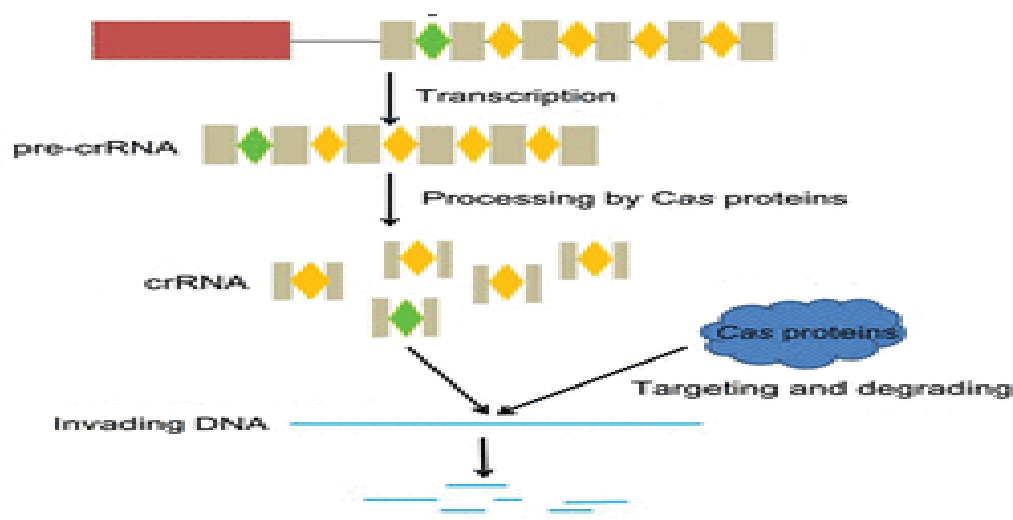 Transcription
pre-crRNA
Processing by Cas proteins
crRNA
Cas proteins
Targeting and degrading
Invading DNA